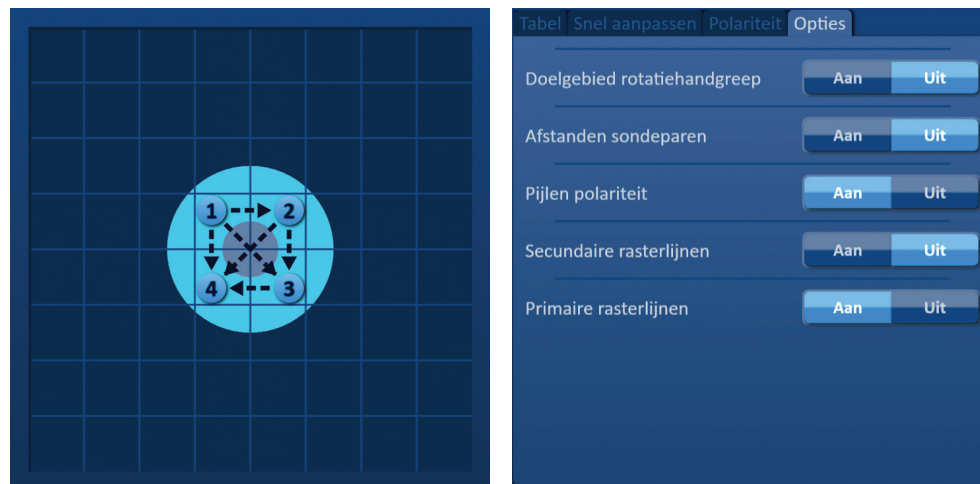 1 2
4 3
Tabel Snel aanpassen Polariteit Opties
Doelgebied rotatiehandgreep Aan Uit
Afstanden sondeparen Aan Uit
Pijlen polariteit Aan Uit
Secundaire rasterlijnen Aan Uit
Primaire rasterlijnen Aan Uit